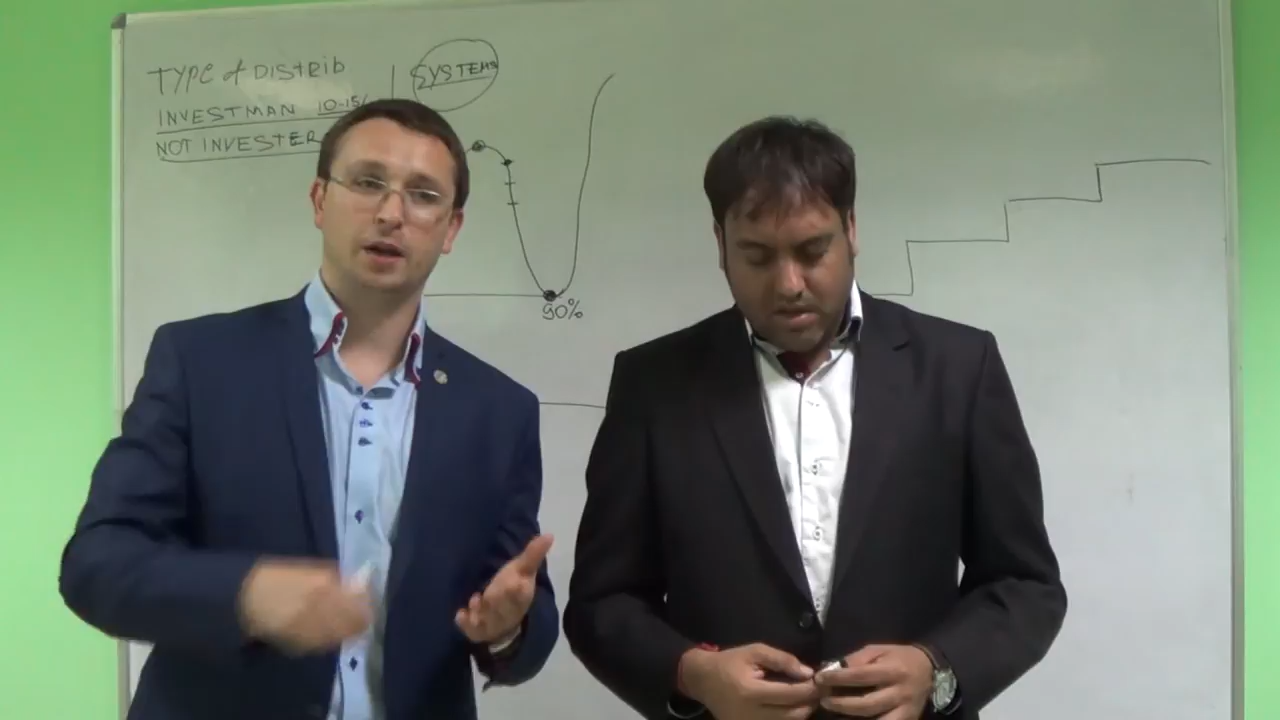 TYPE of DISTRIB
SYSTEMS
INVESTMAN 10-15%
NOT INVESTER
90%